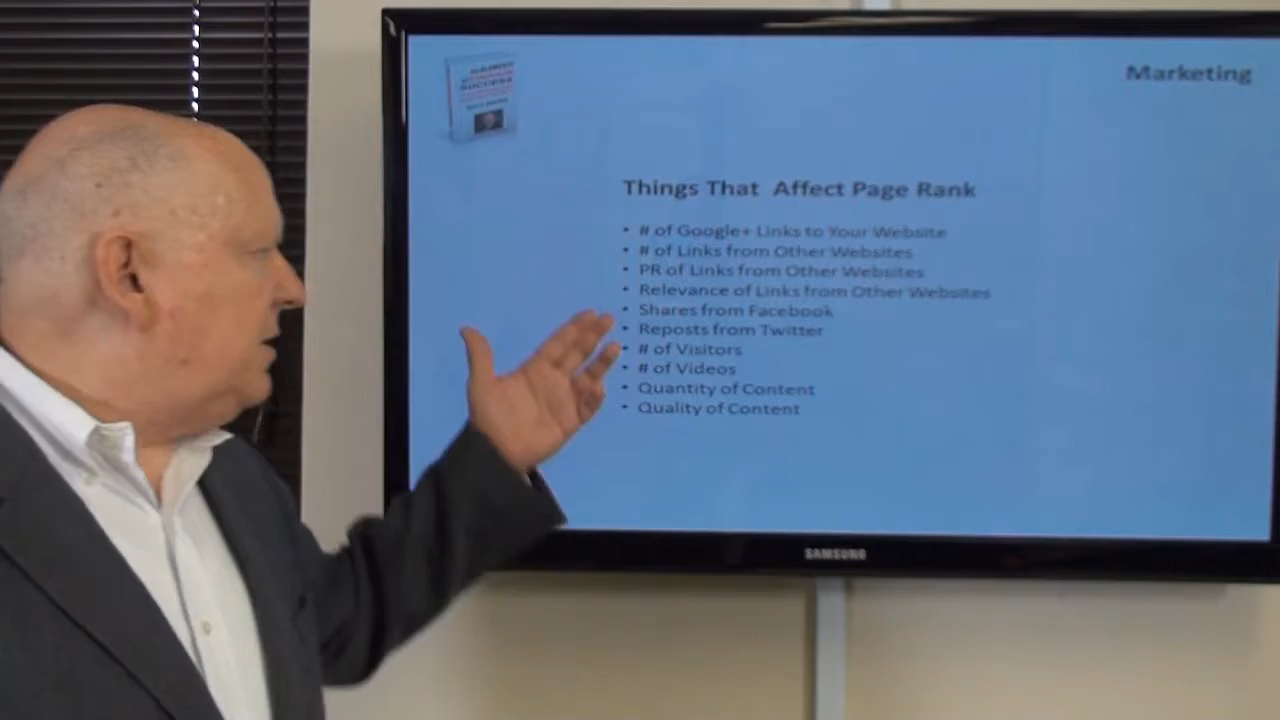 SUCCESS
Marketing
Things That Affect Page Rank
• # of Google+ Links to Your Website
• # of Links from Other Websites
• PR of Links from Other Websites
• Relevance of Links from Other Websites
• Shares from Facebook
• Reposts from Twitter
• # of Visitors
• # of Videos
• Quantity of Content
• Quality of Content
SAMSUNG